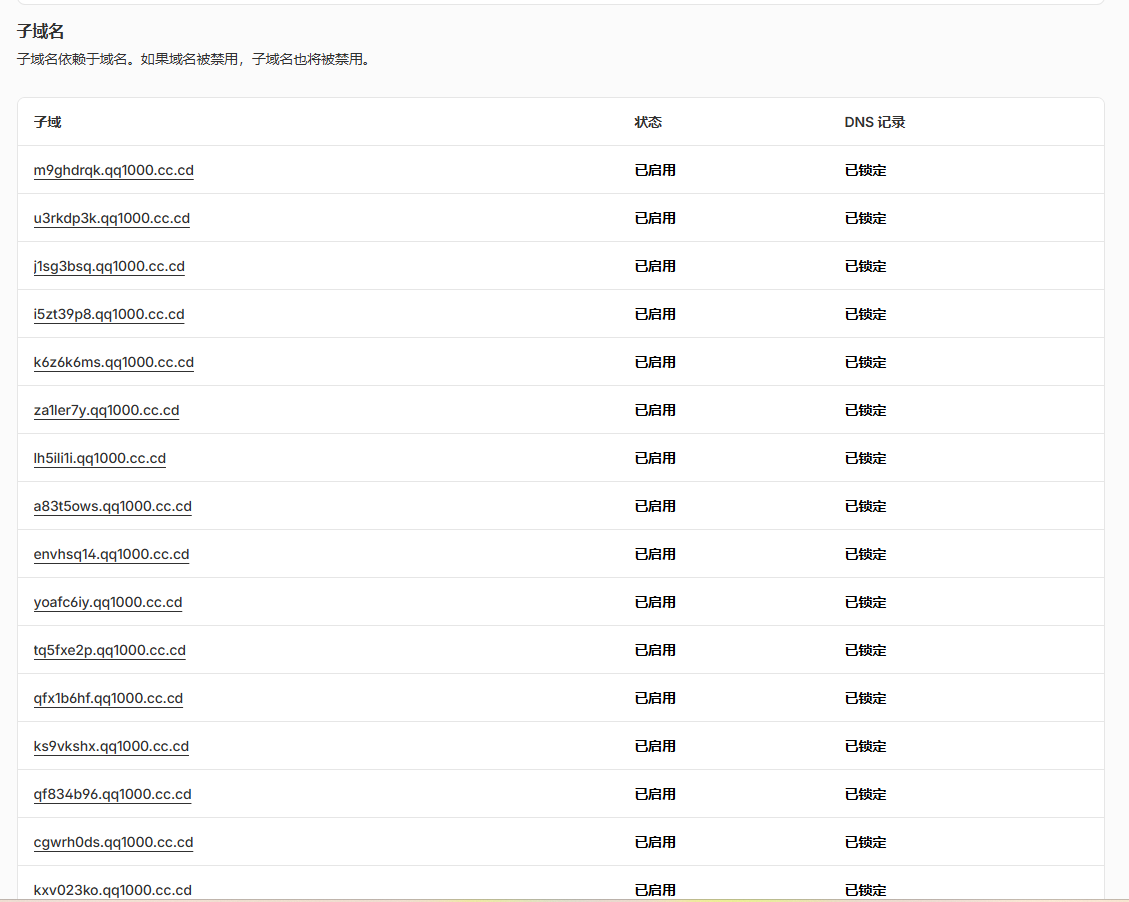 子域名
子域名依赖于域名。如果域名被禁用，子域名也将被禁用。
子域 状态 DNS 记录
m9ghdrqk.qq1000.cc.cd 已启用 已锁定
u3rkdp3k.qq1000.cc.cd 已启用 已锁定
j1sg3bsq.qq1000.cc.cd 已启用 已锁定
i5zt39p8.qq1000.cc.cd 已启用 已锁定
k6z6k6ms.qq1000.cc.cd 已启用 已锁定
za1ler7y.qq1000.cc.cd 已启用 已锁定
lh5ili1i.qq1000.cc.cd 已启用 已锁定
a83t5ows.qq1000.cc.cd 已启用 已锁定
envhsq14.qq1000.cc.cd 已启用 已锁定
yoafc6iy.qq1000.cc.cd 已启用 已锁定
tq5fxe2p.qq1000.cc.cd 已启用 已锁定
qfx1b6hf.qq1000.cc.cd 已启用 已锁定
ks9vkshx.qq1000.cc.cd 已启用 已锁定
qf834b96.qq1000.cc.cd 已启用 已锁定
cgwrh0ds.qq1000.cc.cd 已启用 已锁定
kxv023ko.qq1000.cc.cd 已启用 已锁定